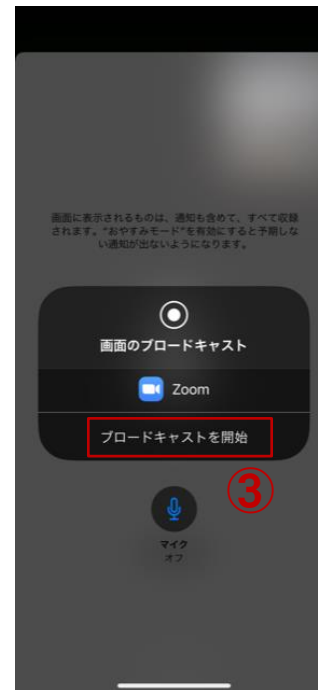 画面に表示されるものは、通知も含めて、すべて収録
されます。“おやすみモード”を有効にすると予期しな
い通知が出ないようになります。
画面のブロードキャスト
Zoom
ブロードキャストを開始
③
マイク
オフ